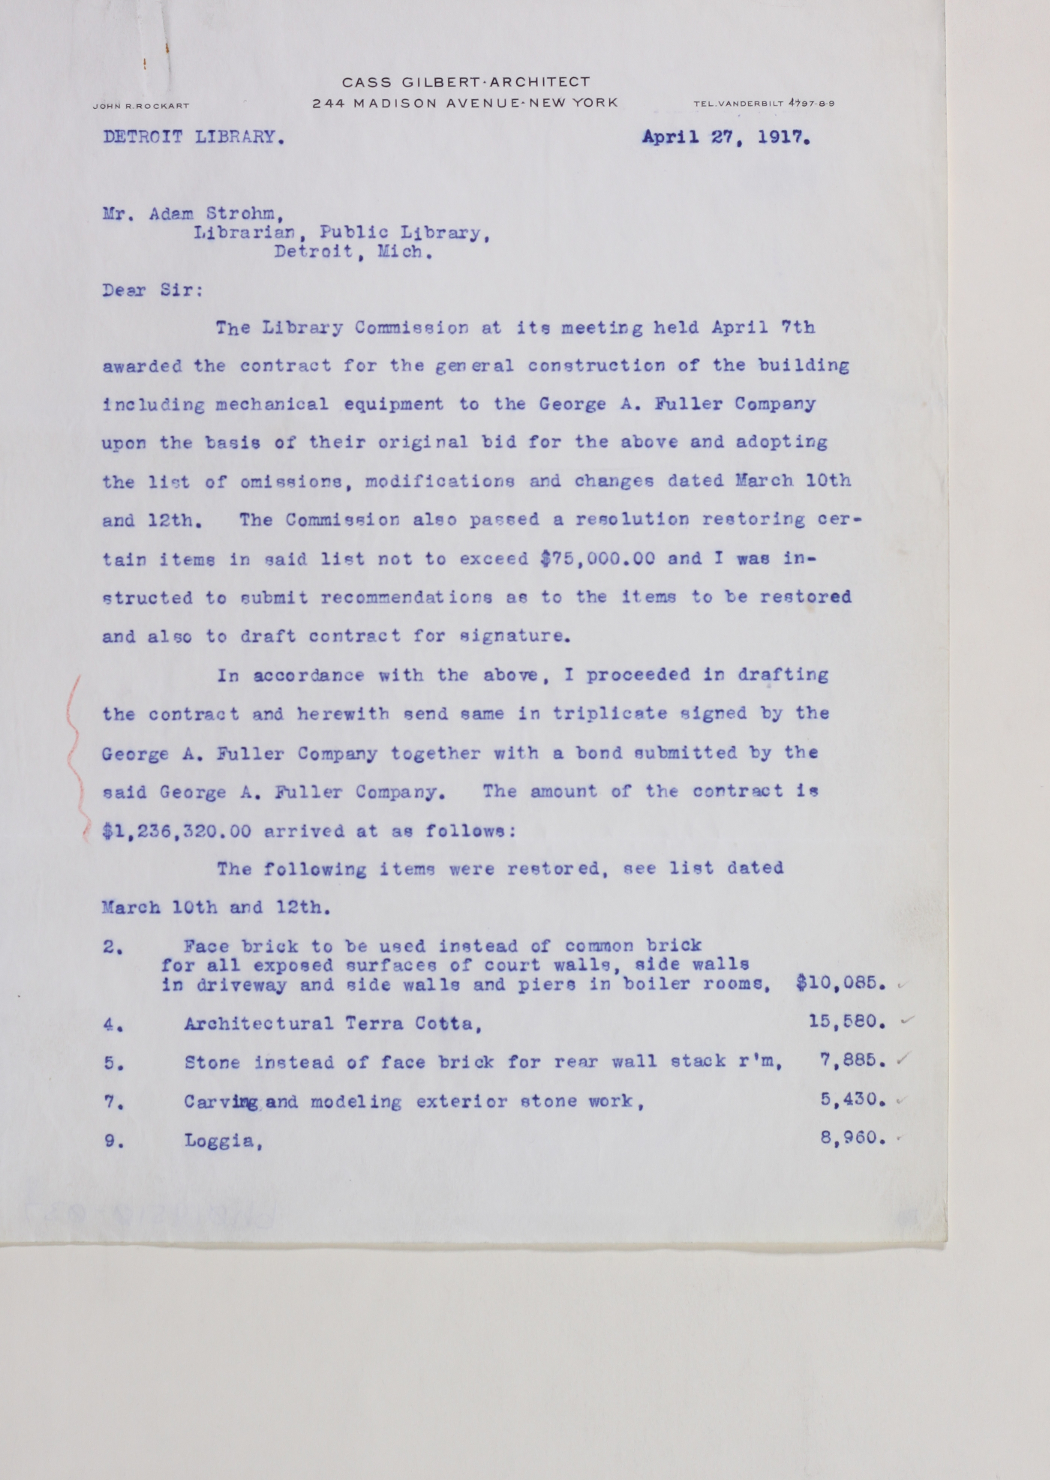 CASS GILBERT·ARCHITECT
JOHN R. ROCKART
244 MADISON AVENUE·NEW YORK
TEL. VANDERBILT 4797-8-9
DETROIT LIBRARY.
April 27, 1917.
Mr. Adam Strohm,
Librarian, Public Library,
Detroit, Mich.
Dear Sir:
The Library Commission at its meeting held April 7th
awarded the contract for the general construction of the building
including mechanical equipment to the George A. Fuller Company
upon the basis of their original bid for the above and adopting
the list of omissions, modifications and changes dated March 10th
and 12th. The Commission also passed a resolution restoring cer-
tain items in said list not to exceed $75,000.00 and I was in-
structed to submit recommendations as to the items to be restored
and also to draft contract for signature.
In accordance with the above, I proceeded in drafting
the contract and herewith send same in triplicate signed by the
George A. Fuller Company together with a bond submitted by the
said George A. Fuller Company. The amount of the contract is
$1,236,320.00 arrived at as follows:
The following items were restored, see list dated
March 10th and 12th.
2. Face brick to be used instead of common brick
for all exposed surfaces of court walls, side walls
in driveway and side walls and piers in boiler rooms, $10,085.
4. Architectural Terra Cotta, 15,580.
5. Stone instead of face brick for rear wall stack r'm, 7,885.
7. Carving and modeling exterior stone work, 5,430.
9. Loggia, 8,960.